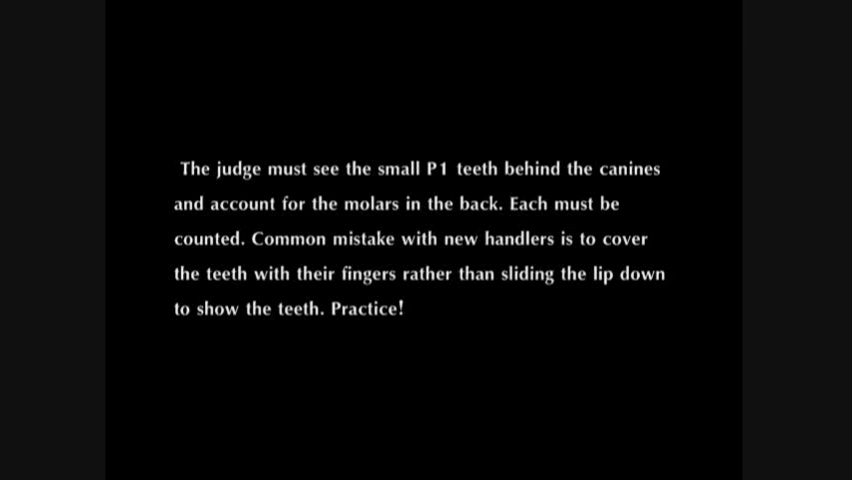 The judge must see the small P1 teeth behind the canines
and account for the molars in the back. Each must be
counted. Common mistake with new handlers is to cover
the teeth with their fingers rather than sliding the lip down
to show the teeth. Practice!